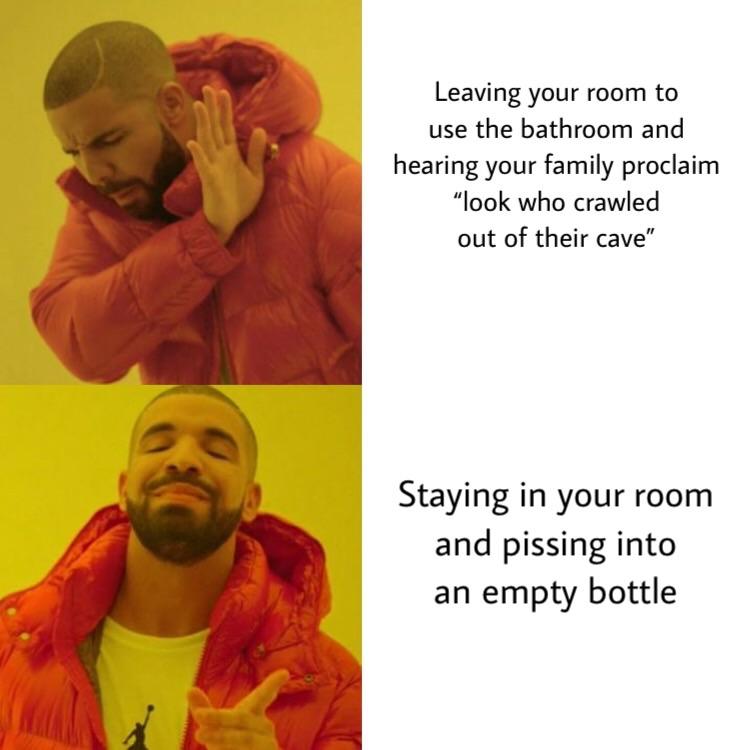 Leaving your room to
use the bathroom and
hearing your family proclaim
“look who crawled
out of their cave”
Staying in your room
and pissing into
an empty bottle